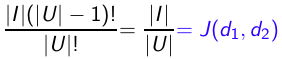 |I|(|U| − 1)! / |U|! = |I| / |U| = J(d₁, d₂)